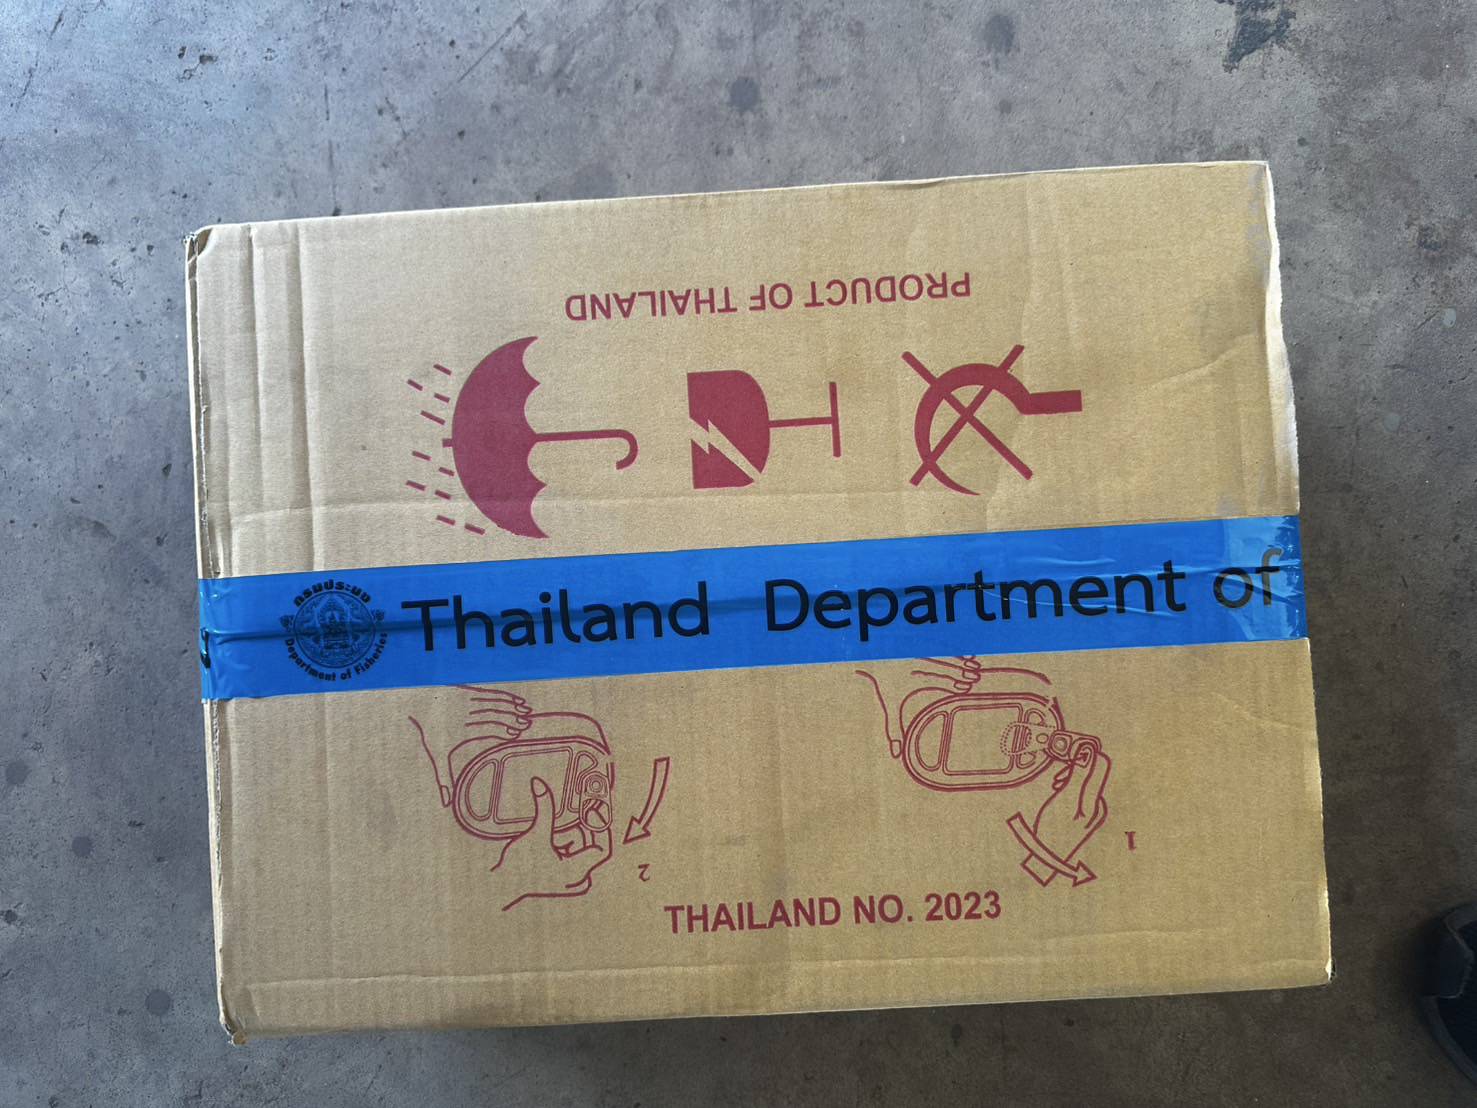 PRODUCT OF THAILAND
กรมประมง
Department of Fisheries
Thailand Department of
2
1
THAILAND NO. 2023